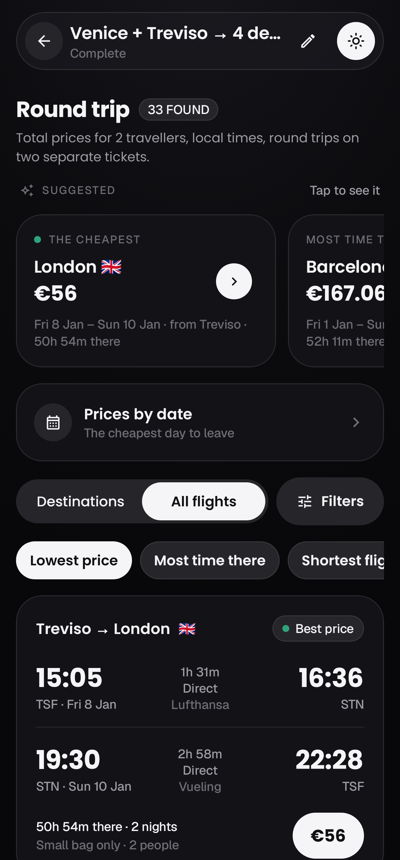 Venice + Treviso → 4 de...
Complete
Round trip
33 FOUND
Total prices for 2 travellers, local times, round trips on
two separate tickets.
SUGGESTED
Tap to see it
THE CHEAPEST
London 🇬🇧
€56
Fri 8 Jan – Sun 10 Jan · from Treviso ·
50h 54m there
MOST TIME T
Barcelon
€167.06
Fri 1 Jan – Su
52h 11m there
Prices by date
The cheapest day to leave
Destinations
All flights
Filters
Lowest price
Most time there
Shortest flig
Treviso → London 🇬🇧
Best price
15:05
1h 31m
16:36
Direct
TSF · Fri 8 Jan
Lufthansa
STN
19:30
2h 58m
22:28
Direct
STN · Sun 10 Jan
Vueling
TSF
50h 54m there · 2 nights
Small bag only · 2 people
€56